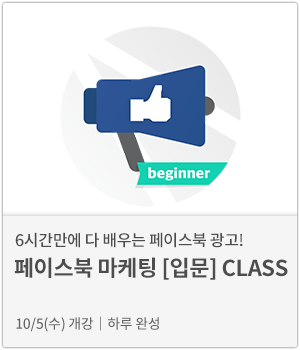 beginner
6시간만에 다 배우는 페이스북 광고!
페이스북 마케팅 [입문] CLASS
10/5(수) 개강 | 하루 완성